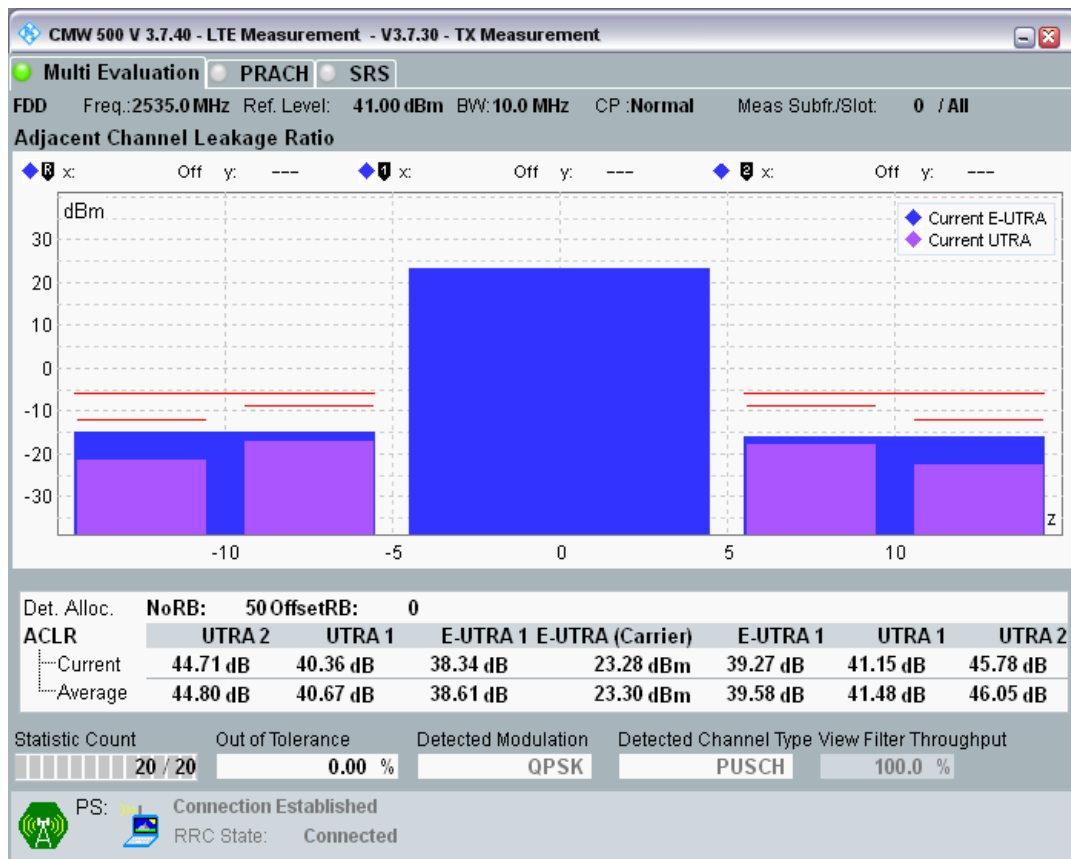 CMW 500 V 3.7.40 - LTE Measurement  - V3.7.30 - TX Measurement
Multi Evaluation PRACH SRS
FDD Freq.:2535.0 MHz Ref. Level: 41.00 dBm BW:10.0 MHz CP :Normal Meas Subfr./Slot: 0 / All
Adjacent Channel Leakage Ratio
R x: Off y: --- 1 x: Off y: --- 2 x: Off y: ---
dBm
Current E-UTRA
Current UTRA
30
20
10
0
-10
-20
-30
z
-10 -5 0 5 10
Det. Alloc. NoRB: 50 OffsetRB: 0
ACLR UTRA 2 UTRA 1 E-UTRA 1 E-UTRA (Carrier) E-UTRA 1 UTRA 1 UTRA 2
Current 44.71 dB 40.36 dB 38.34 dB 23.28 dBm 39.27 dB 41.15 dB 45.78 dB
Average 44.80 dB 40.67 dB 38.61 dB 23.30 dBm 39.58 dB 41.48 dB 46.05 dB
Statistic Count Out of Tolerance Detected Modulation Detected Channel Type View Filter Throughput
20 / 20 0.00 % QPSK PUSCH 100.0 %
PS: Connection Established
RRC State: Connected